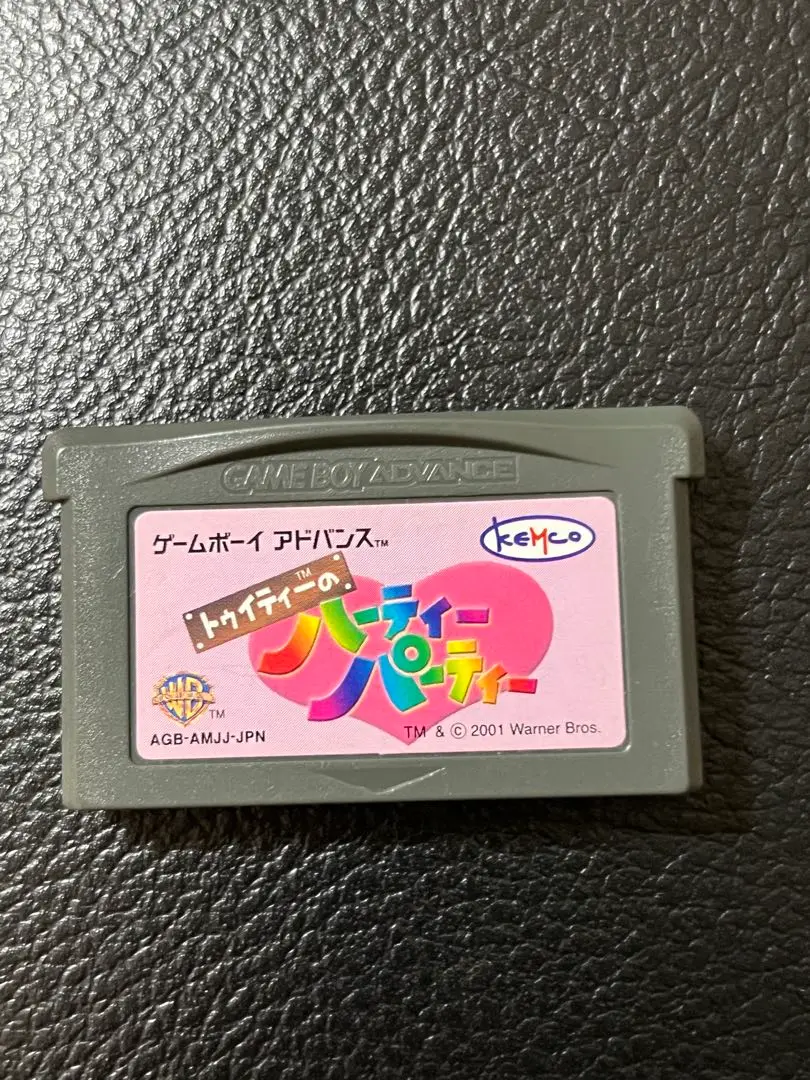 GAME BOY ADVANCE
ゲームボーイ アドバンス™
KEMCO
トゥイティーの™
ハーティー
パーティー
WB
™
AGB-AMJJ-JPN
TM & © 2001 Warner Bros.